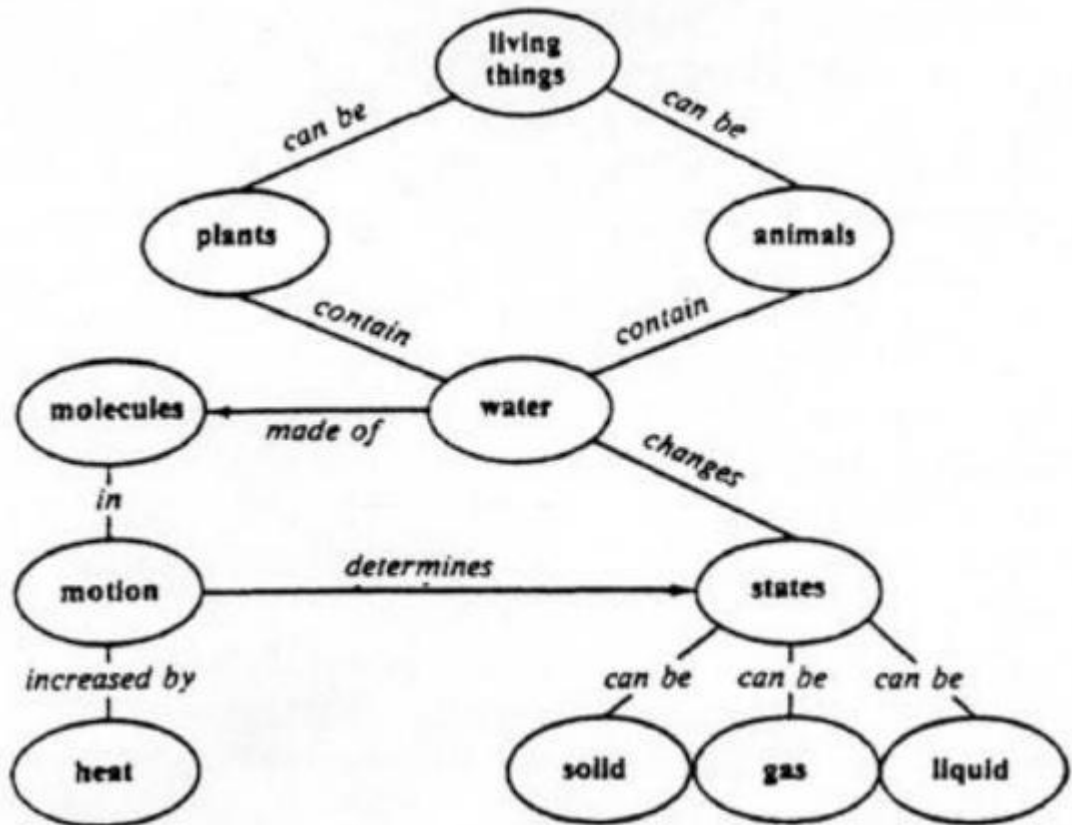 living
things
can be
can be
plants
animals
contain
contain
molecules
water
made of
changes
in
motion
determines
states
increased by
can be
can be
can be
heat
solid
gas
liquid